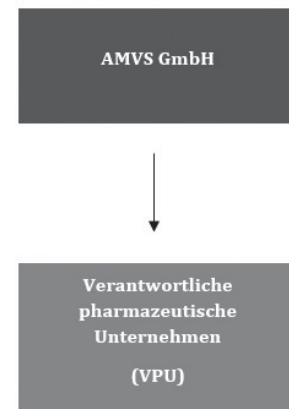 AMVS GmbH
Verantwortliche
pharmazeutische
Unternehmen
(VPU)